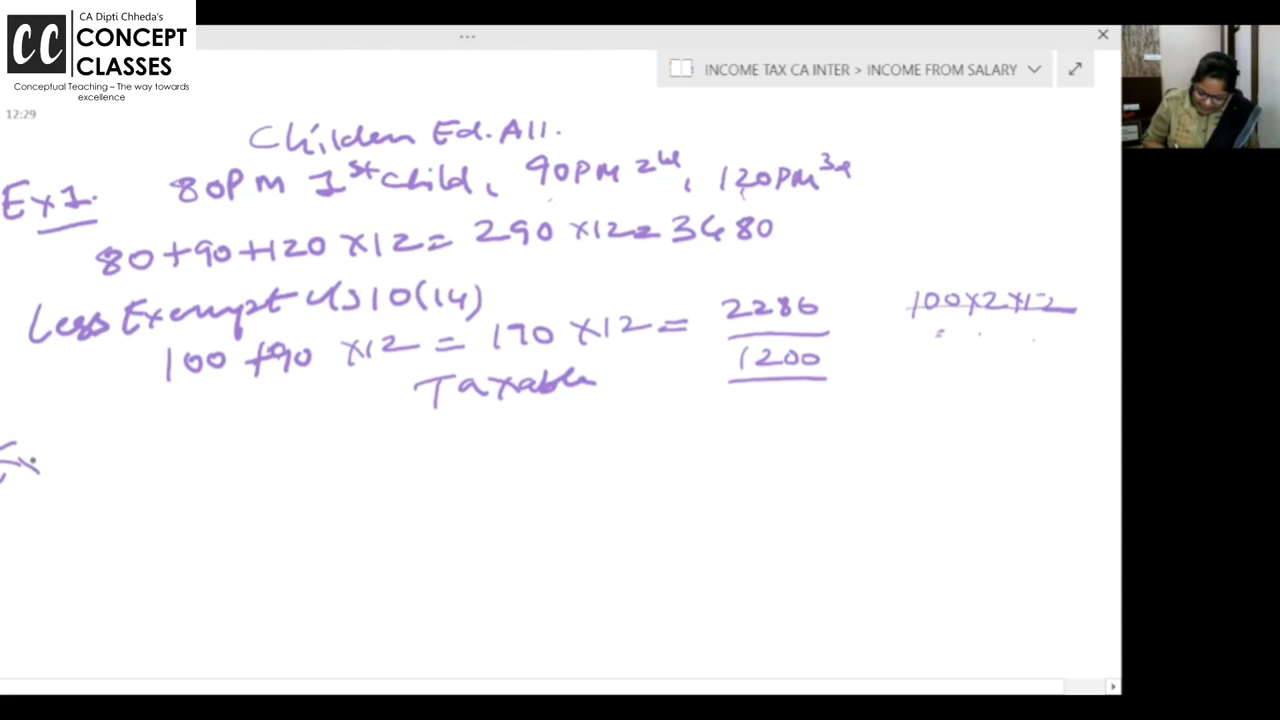 CA Dipti Chheda's
CC CONCEPT
CLASSES
Conceptual Teaching – The way towards
excellence
...
INCOME TAX CA INTER > INCOME FROM SALARY
12:29
Children Ed. All.
Ex1. 80PM 1st child, 90PM 2nd, 120PM 3rd
80+90+120 x12= 290 x12= 3480
Less Exempt u/s 10(14)
100 +90 x12 = 190 x12 = 2280 100x2x12
=
Taxable 1200
Ex